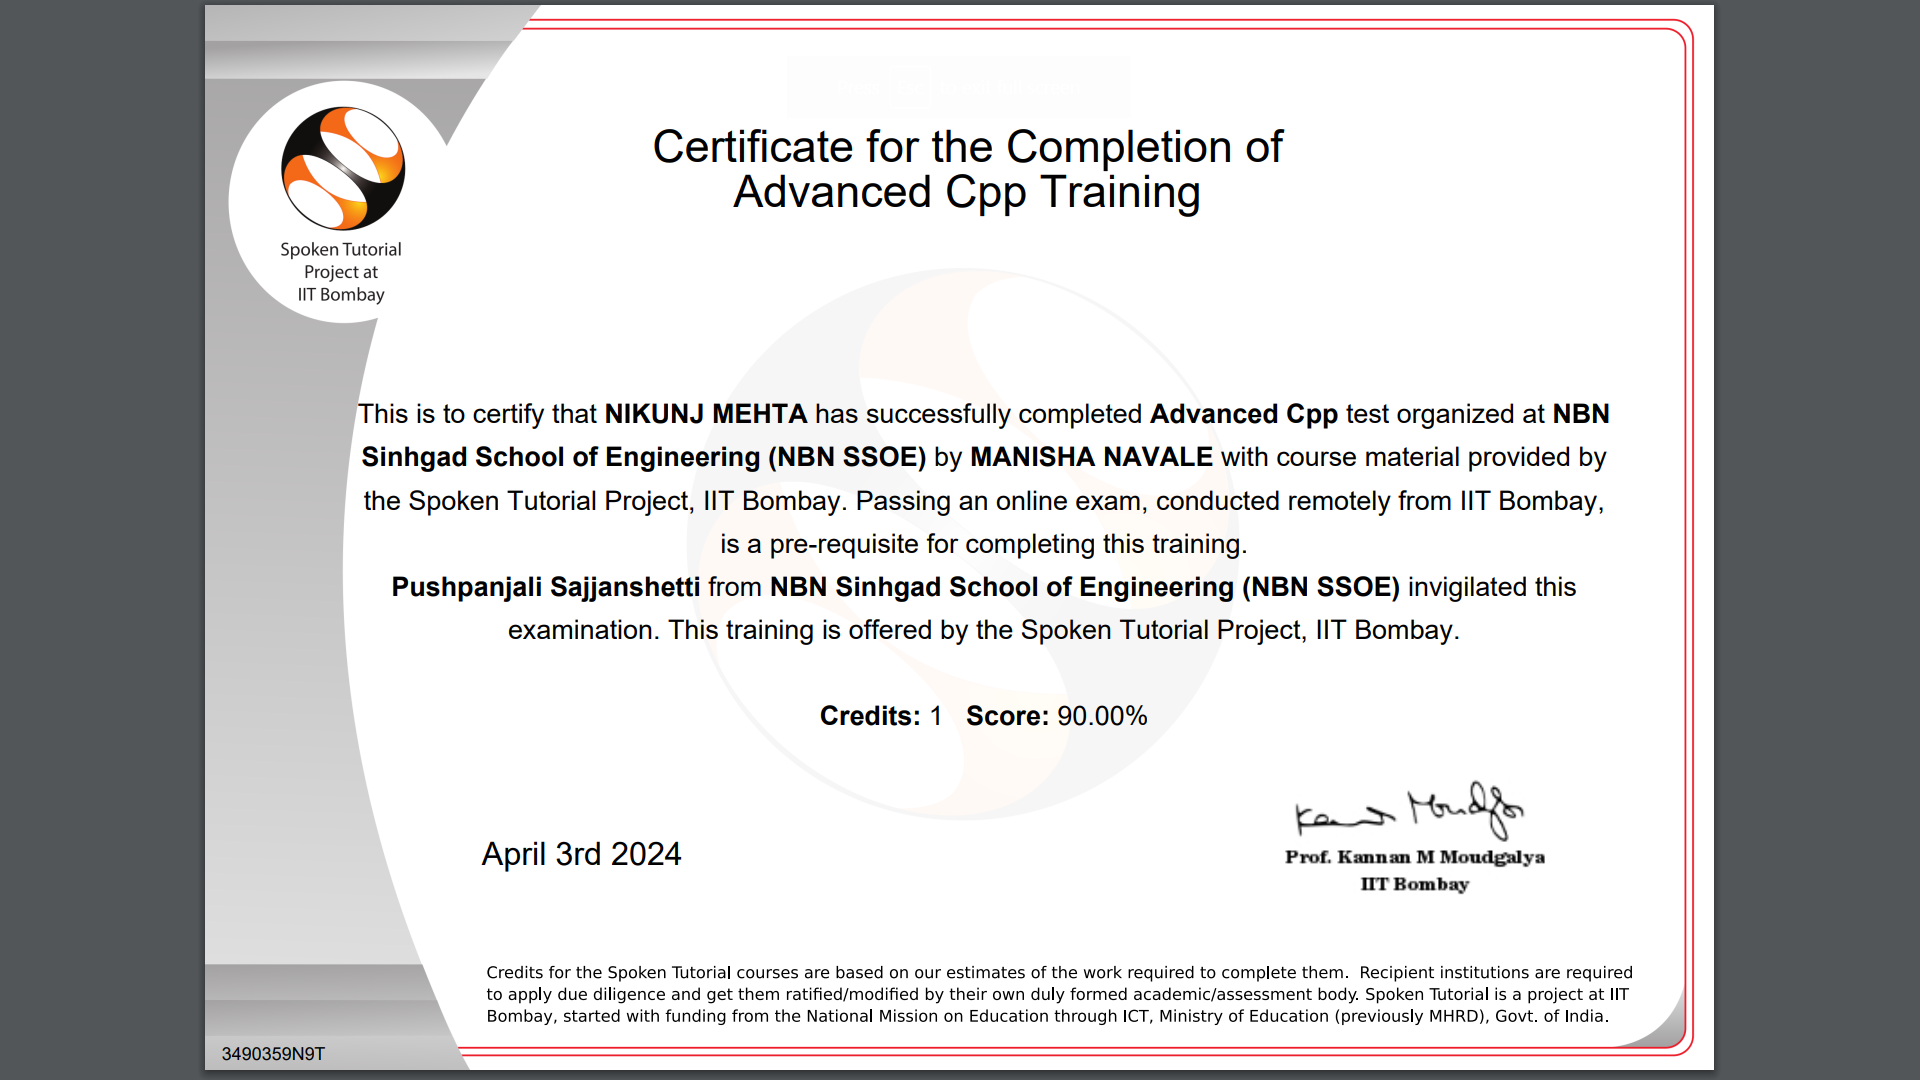 Spoken Tutorial
Project at
IIT Bombay
Certificate for the Completion of
Advanced Cpp Training
This is to certify that NIKUNJ MEHTA has successfully completed Advanced Cpp test organized at NBN
Sinhgad School of Engineering (NBN SSOE) by MANISHA NAVALE with course material provided by
the Spoken Tutorial Project, IIT Bombay. Passing an online exam, conducted remotely from IIT Bombay,
is a pre-requisite for completing this training.
Pushpanjali Sajjanshetti from NBN Sinhgad School of Engineering (NBN SSOE) invigilated this
examination. This training is offered by the Spoken Tutorial Project, IIT Bombay.
Credits: 1 Score: 90.00%
April 3rd 2024
Prof. Kannan M Moudgalya
IIT Bombay
Credits for the Spoken Tutorial courses are based on our estimates of the work required to complete them. Recipient institutions are required
to apply due diligence and get them ratified/modified by their own duly formed academic/assessment body. Spoken Tutorial is a project at IIT
Bombay, started with funding from the National Mission on Education through ICT, Ministry of Education (previously MHRD), Govt. of India.
3490359N9T